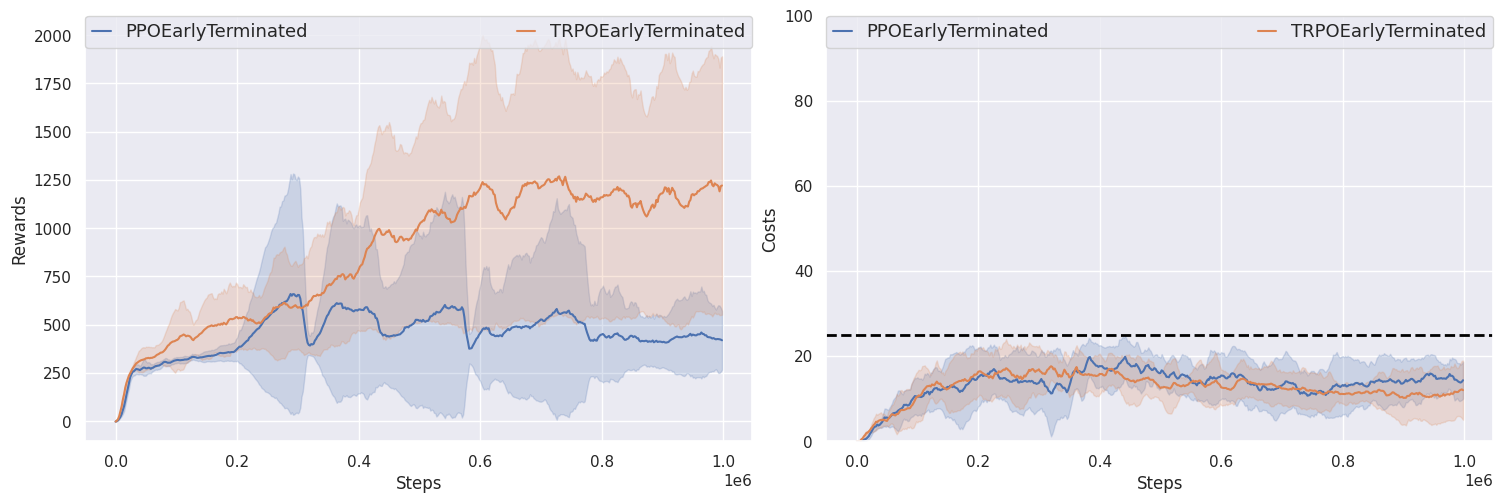 PPOEarlyTerminated TRPOEarlyTerminated
2000
1750
1500
1250
1000
750
500
250
0
Rewards
0.0 0.2 0.4 0.6 0.8 1.0
1e6
Steps
PPOEarlyTerminated TRPOEarlyTerminated
100
80
60
40
20
0
Costs
0.0 0.2 0.4 0.6 0.8 1.0
1e6
Steps